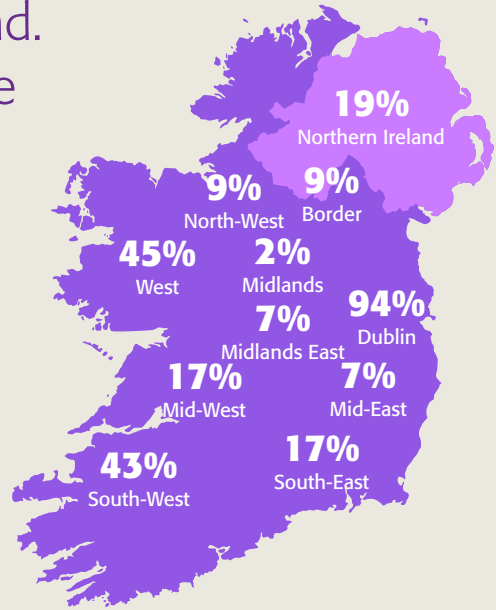 nd.
e
19%
Northern Ireland
9%
North-West
9%
Border
45%
West
2%
Midlands
94%
Dublin
7%
Midlands East
17%
Mid-West
7%
Mid-East
43%
South-West
17%
South-East